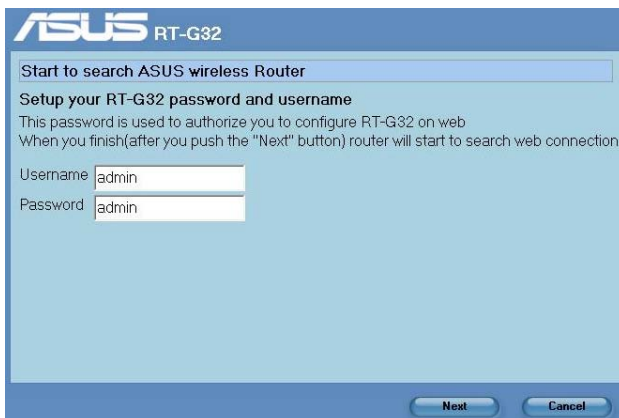 ASUS RT-G32
Start to search ASUS wireless Router
Setup your RT-G32 password and username
This password is used to authorize you to configure RT-G32 on web
When you finish(after you push the "Next" button) router will start to search web connection
Username admin
Password admin
Next Cancel